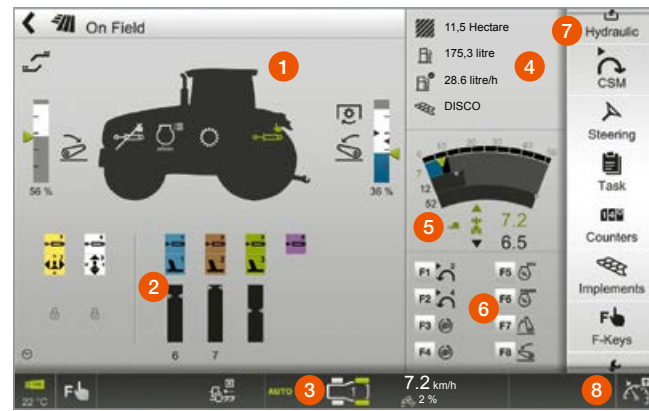 On Field
1
56 %
36 %
2
6 7
11,5 Hectare
175,3 litre
28.6 litre/h
DISCO
4
7
12
52
5
7.2
6.5
F1
F5
F2
F6
F3
F7
F4
F8
6
7
Hydraulic
CSM
Steering
Task
Counters
Implements
F-Keys
22 °C
F
AUTO
3
1
7.2 km/h
2 %
8